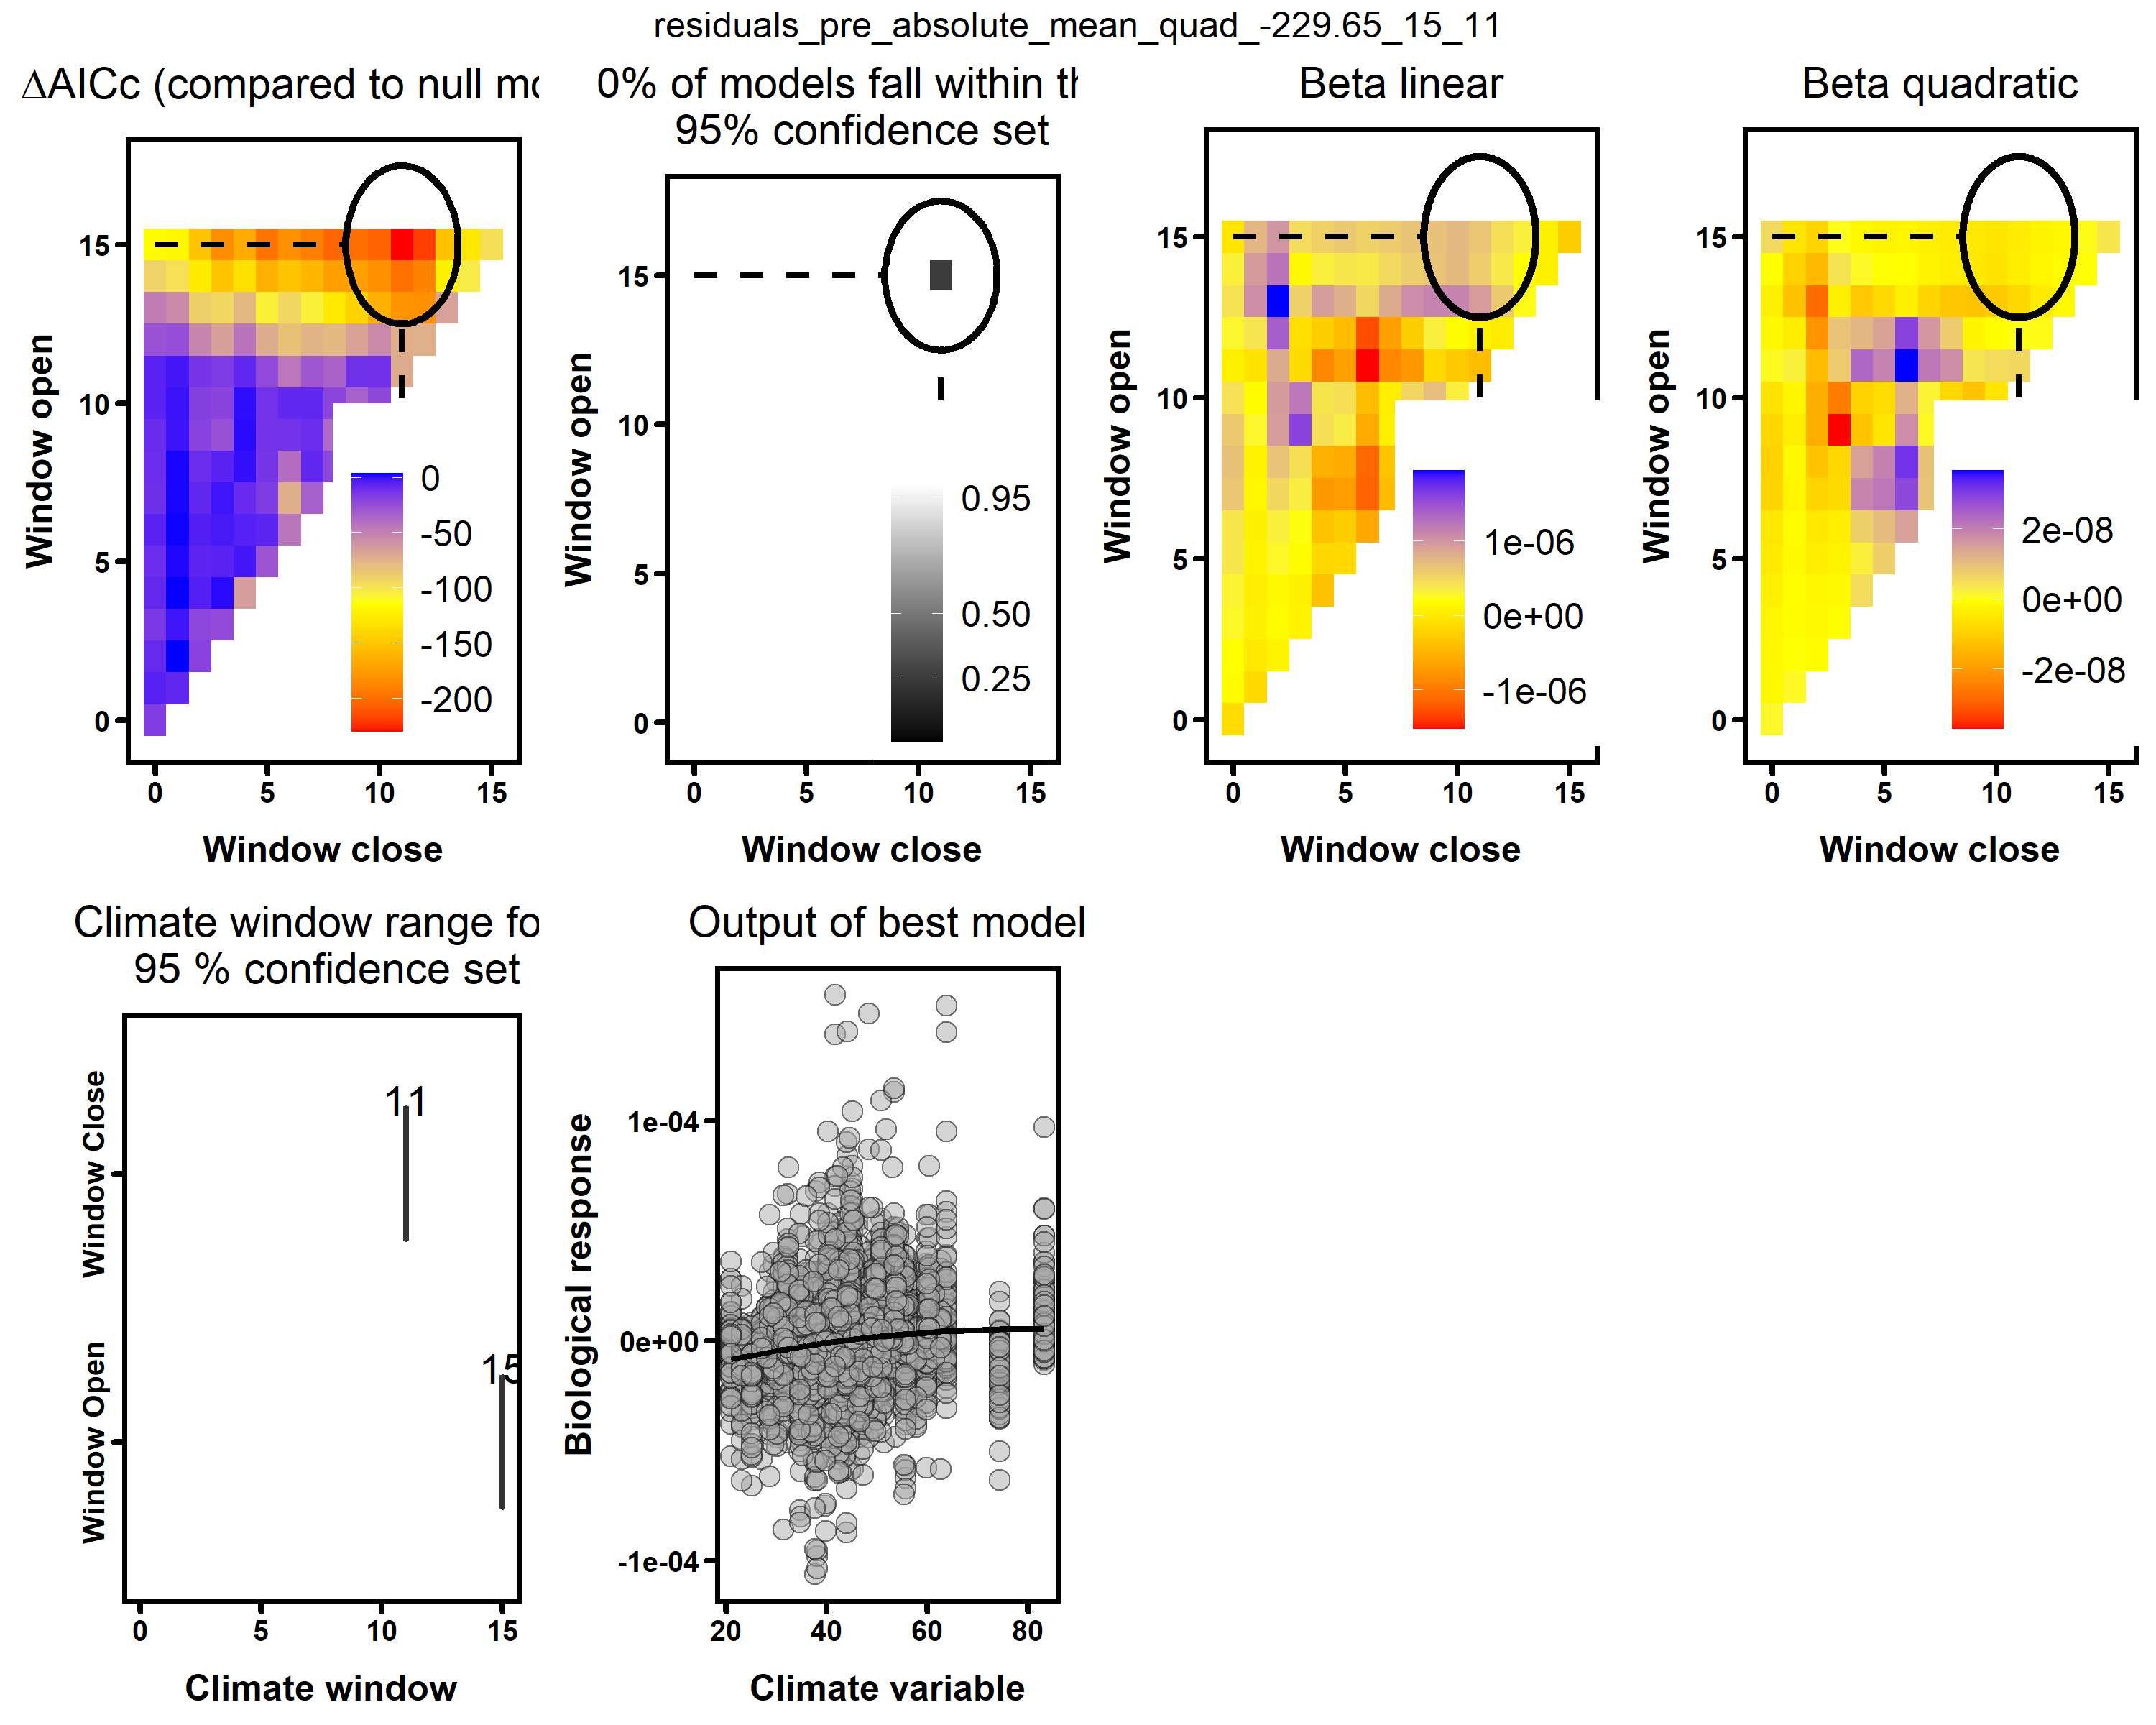 residuals_pre_absolute_mean_quad_-229.65_15_11
ΔAICc (compared to null mo
Window open
15
10
5
0
0
-50
-100
-150
-200
0 5 10 15
Window close
0% of models fall within th
95% confidence set
Window open
15
10
5
0
0.95
0.50
0.25
0 5 10 15
Window close
Beta linear
Window open
15
10
5
0
1e-06
0e+00
-1e-06
0 5 10 15
Window close
Beta quadratic
Window open
15
10
5
0
2e-08
0e+00
-2e-08
0 5 10 15
Window close
Climate window range fo
95 % confidence set
Window Close
Window Open
11
15
0 5 10 15
Climate window
Output of best model
Biological response
1e-04
0e+00
-1e-04
20 40 60 80
Climate variable